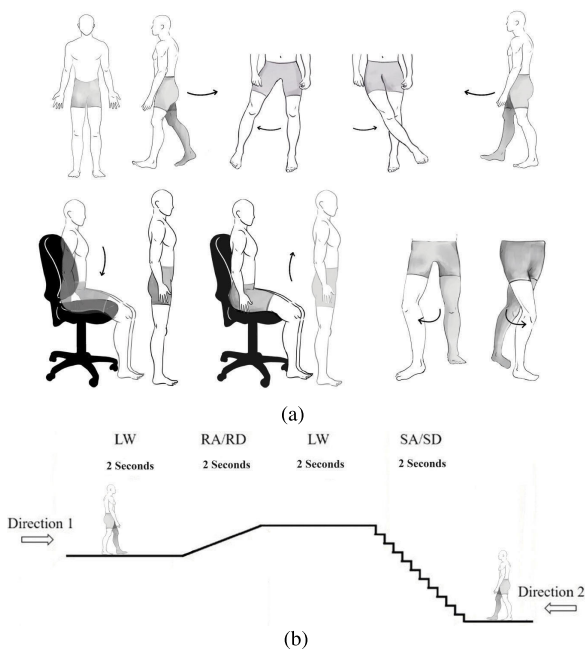 (a)
LW RA/RD LW SA/SD
2 Seconds 2 Seconds 2 Seconds 2 Seconds
Direction 1
Direction 2
(b)